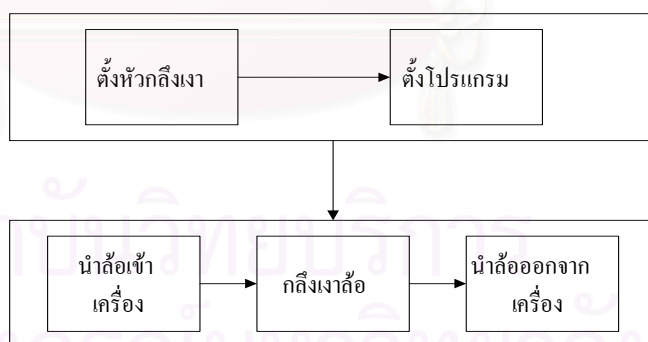 ตั้งหัวกลึงเงา
ตั้งโปรแกรม
นำล้อเข้า
เครื่อง
กลึงเงาล้อ
นำล้อออกจาก
เครื่อง